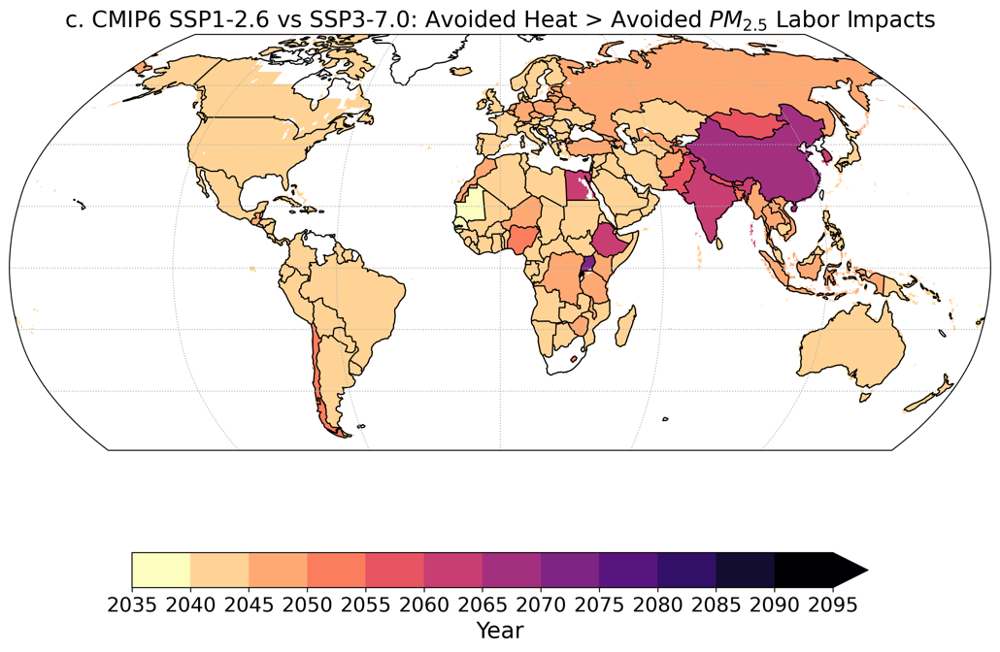 c. CMIP6 SSP1-2.6 vs SSP3-7.0: Avoided Heat > Avoided PM2.5 Labor Impacts
2035 2040 2045 2050 2055 2060 2065 2070 2075 2080 2085 2090 2095
Year